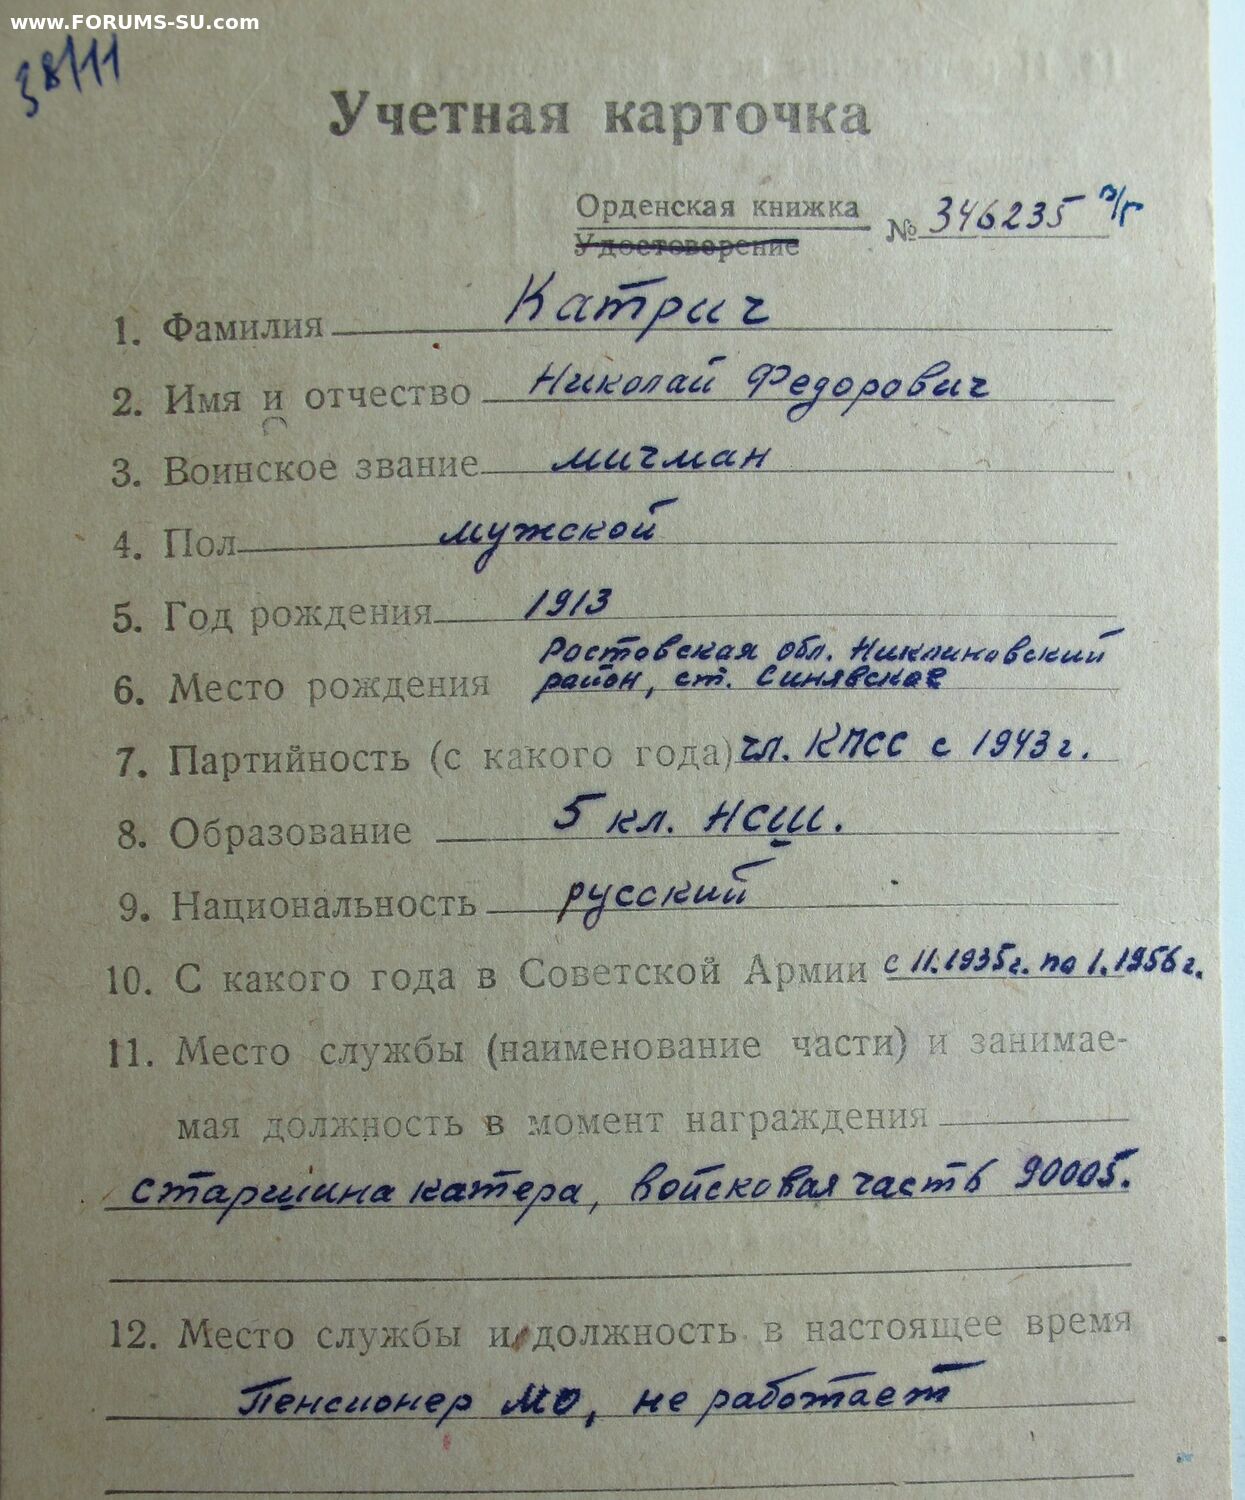 www.FORUMS-SU.com
38/11
Учетная карточка
Орденская книжка
Удостоверение
№ 346235 в/г
1. Фамилия Катрич
2. Имя и отчество Николай Федорович
3. Воинское звание мичман
4. Пол мужской
5. Год рождения 1913
Ростовская обл. Никлиновский
6. Место рождения район, ст. Синявское
7. Партийность (с какого года) чл. КПСС с 1943 г.
8. Образование 5 кл. НСШ.
9. Национальность русский
10. С какого года в Советской Армии с 11.1935г. по 1.1956 г.
11. Место службы (наименование части) и занимае-
мая должность в момент награждения
старшина катера, войсковая часть 90005.
12. Место службы и должность в настоящее время
Пенсионер МО, не работает